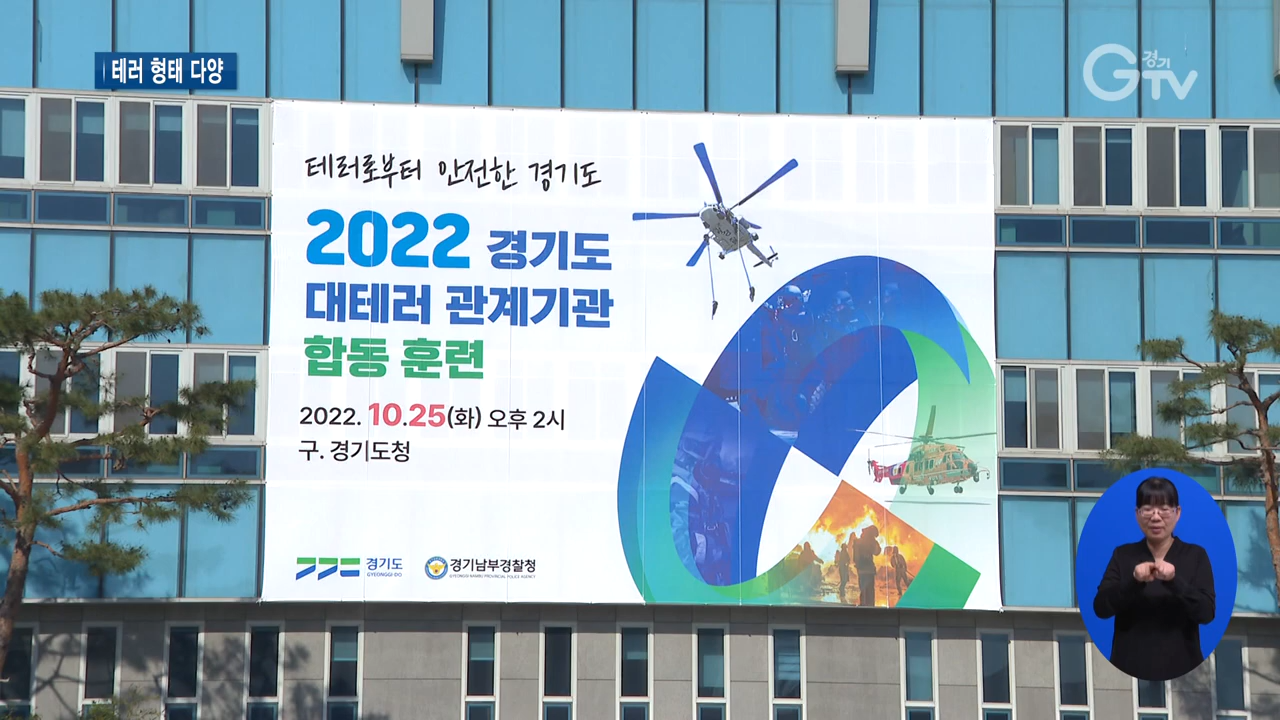 테러 형태 다양
경기
GTV
테러로부터 안전한 경기도
2022 경기도
대테러 관계기관
합동 훈련
2022. 10.25(화) 오후 2시
구. 경기도청
경기도
GYEONGGI-DO
경기남부경찰청
GYEONGGI NAMBU PROVINCIAL POLICE AGENCY